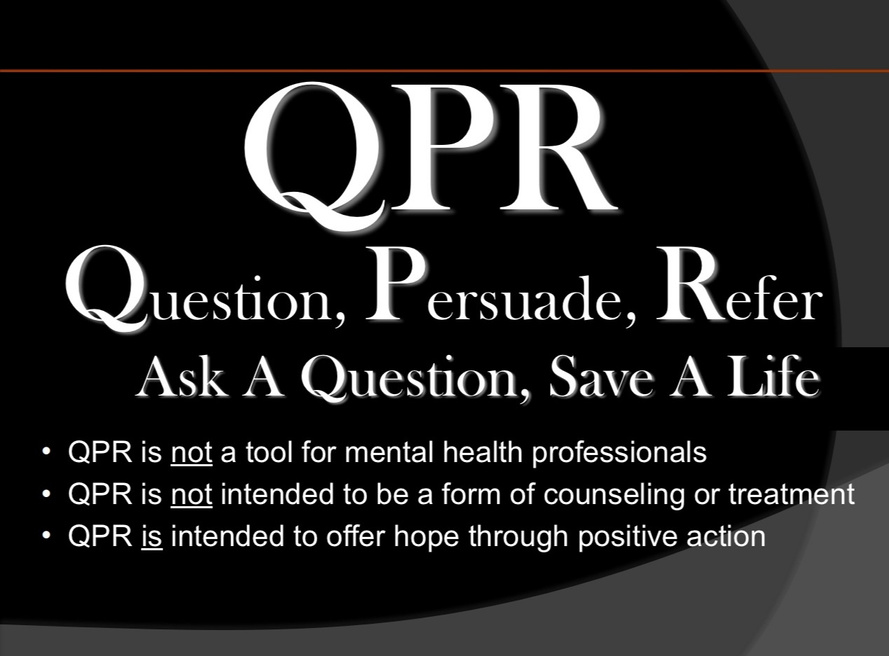 QPR
Question, Persuade, Refer
Ask A Question, Save A Life
• QPR is not a tool for mental health professionals
• QPR is not intended to be a form of counseling or treatment
• QPR is intended to offer hope through positive action